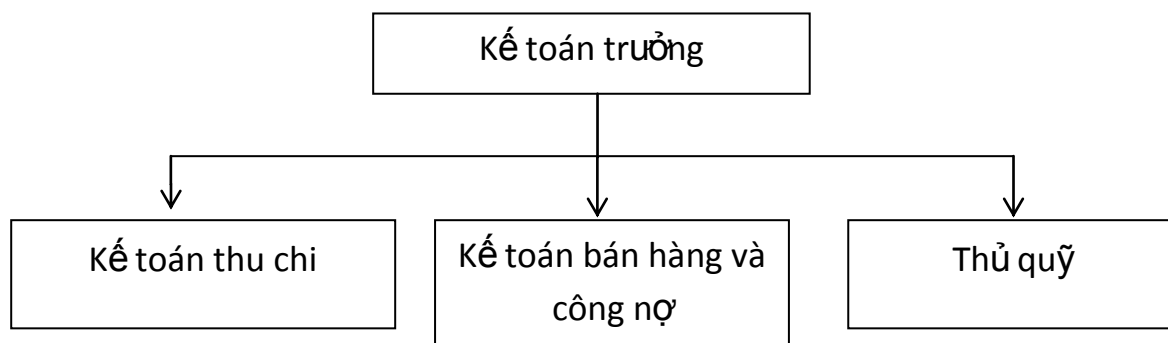 Kế toán trưởng
Kế toán thu chi
Kế toán bán hàng và
công nợ
Thủ quỹ